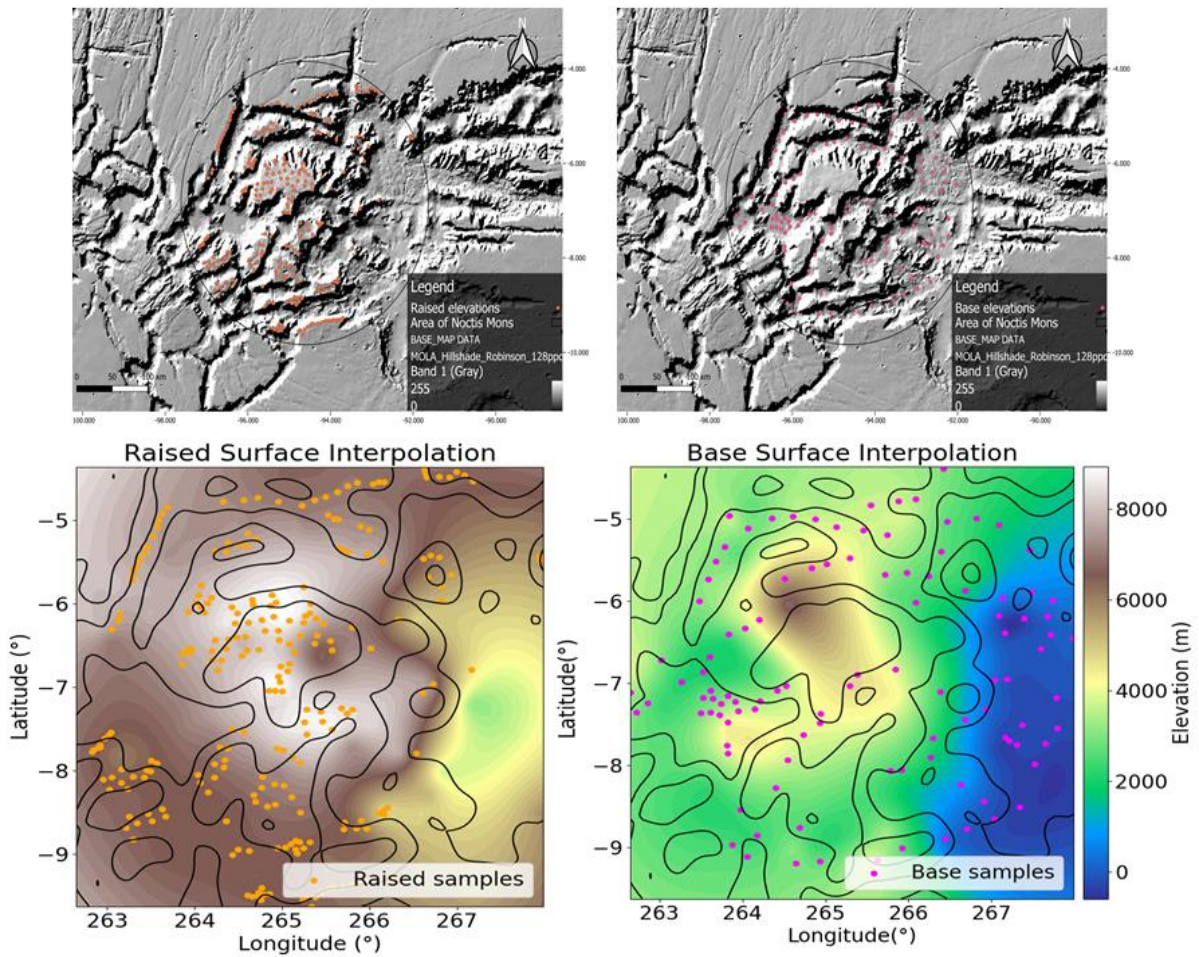 N
-4.000
-6.000
-8.000
-10.000
Legend
Raised elevations
Area of Noctis Mons
BASE_MAP DATA
MOLA_Hillshade_Robinson_128ppd
Band 1 (Gray)
255
0
0 50 km
-100.000 -98.000 -96.000 -94.000 -92.000 -90.000
N
-4.000
-6.000
-8.000
-10.000
Legend
Base elevations
Area of Noctis Mons
BASE_MAP DATA
MOLA_Hillshade_Robinson_128ppd
Band 1 (Gray)
255
0
0 50 km
-100.000 -98.000 -96.000 -94.000 -92.000 -90.000
Raised Surface Interpolation
Latitude (°)
−5
−6
−7
−8
−9
Raised samples
263 264 265 266 267
Longitude (°)
Base Surface Interpolation
Latitude(°)
−5
−6
−7
−8
−9
Base samples
263 264 265 266 267
Longitude(°)
8000
6000
4000
2000
0
Elevation (m)